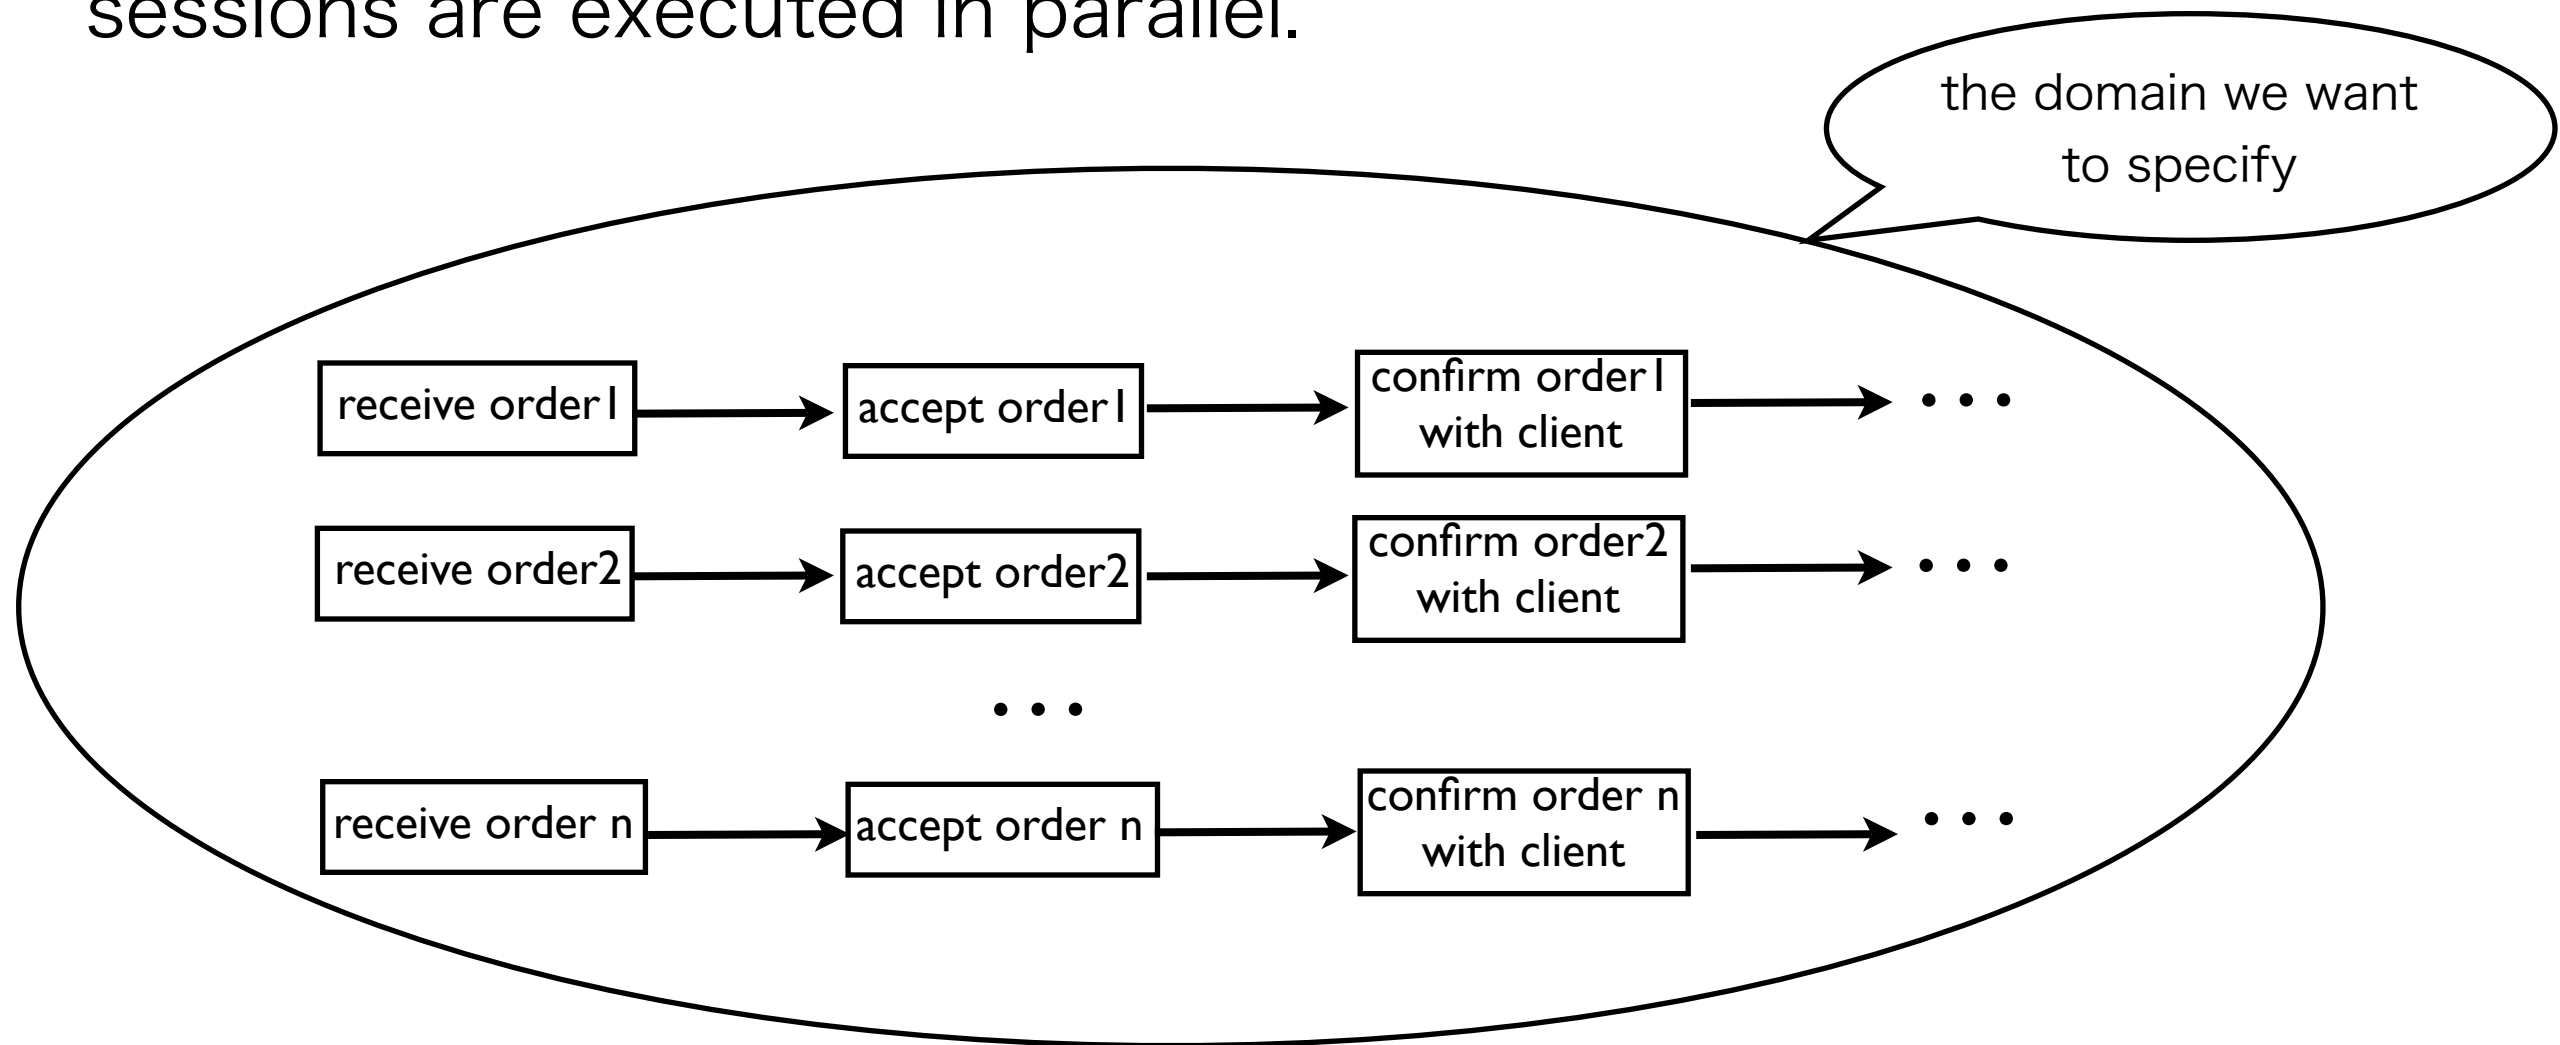 sessions are executed in parallel.
the domain we want
to specify
receive order1
accept order1
confirm order1
with client
• • •
receive order2
accept order2
confirm order2
with client
• • •
• • •
receive order n
accept order n
confirm order n
with client
• • •